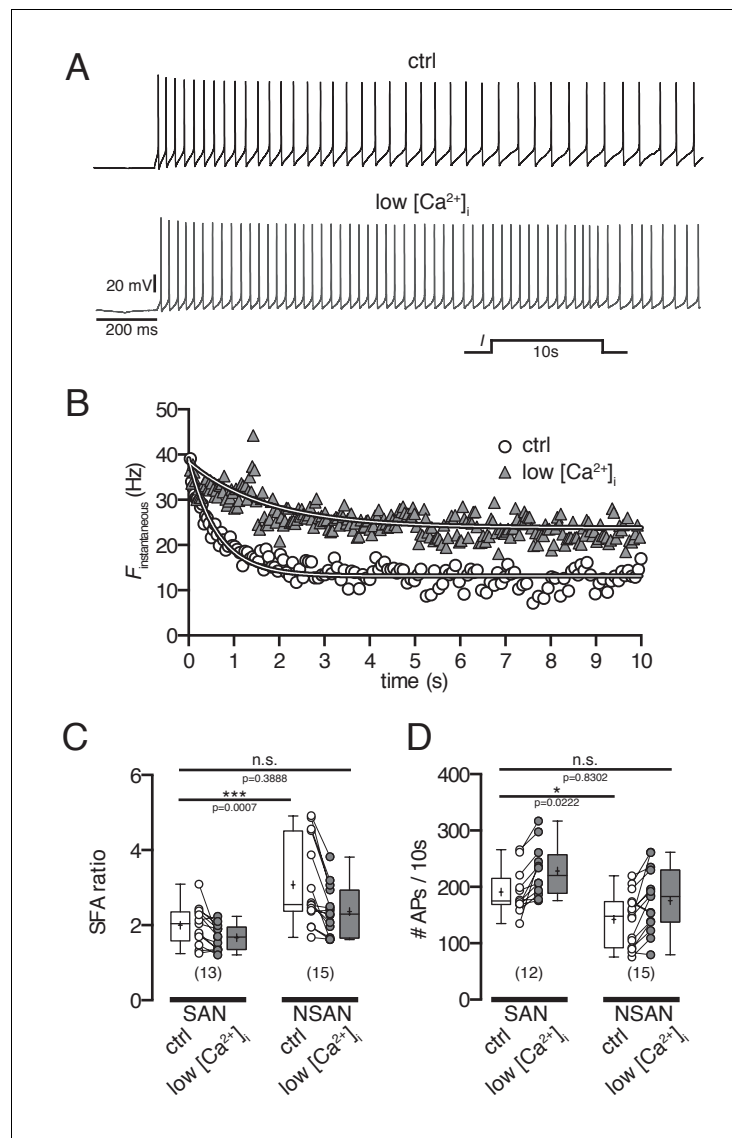 A
ctrl
low [Ca²⁺]ᵢ
20 mV
200 ms
I
10s
B
50
40
30
20
10
0
F instantaneous (Hz)
ctrl
low [Ca²⁺]ᵢ
0 1 2 3 4 5 6 7 8 9 10
time (s)
C
n.s.
p=0.3888
***
p=0.0007
6
4
2
0
SFA ratio
(13)
(15)
SAN
NSAN
ctrl
low [Ca²⁺]ᵢ
ctrl
low [Ca²⁺]ᵢ
D
n.s.
p=0.8302
*
p=0.0222
400
300
200
100
0
# APs / 10s
(12)
(15)
SAN
NSAN
ctrl
low [Ca²⁺]ᵢ
ctrl
low [Ca²⁺]ᵢ